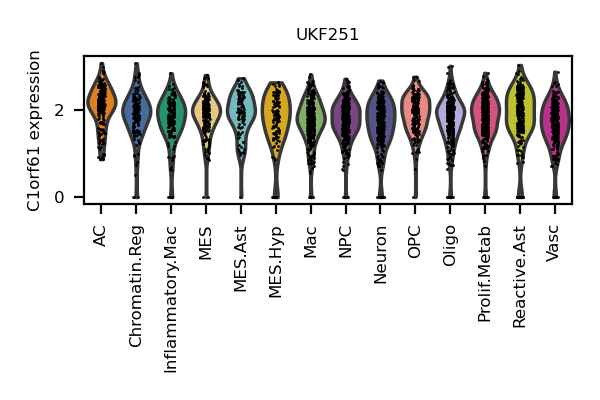 UKF251
C1orf61 expression
2
0
AC
Chromatin.Reg
Inflammatory.Mac
MES
MES.Ast
MES.Hyp
Mac
NPC
Neuron
OPC
Oligo
Prolif.Metab
Reactive.Ast
Vasc